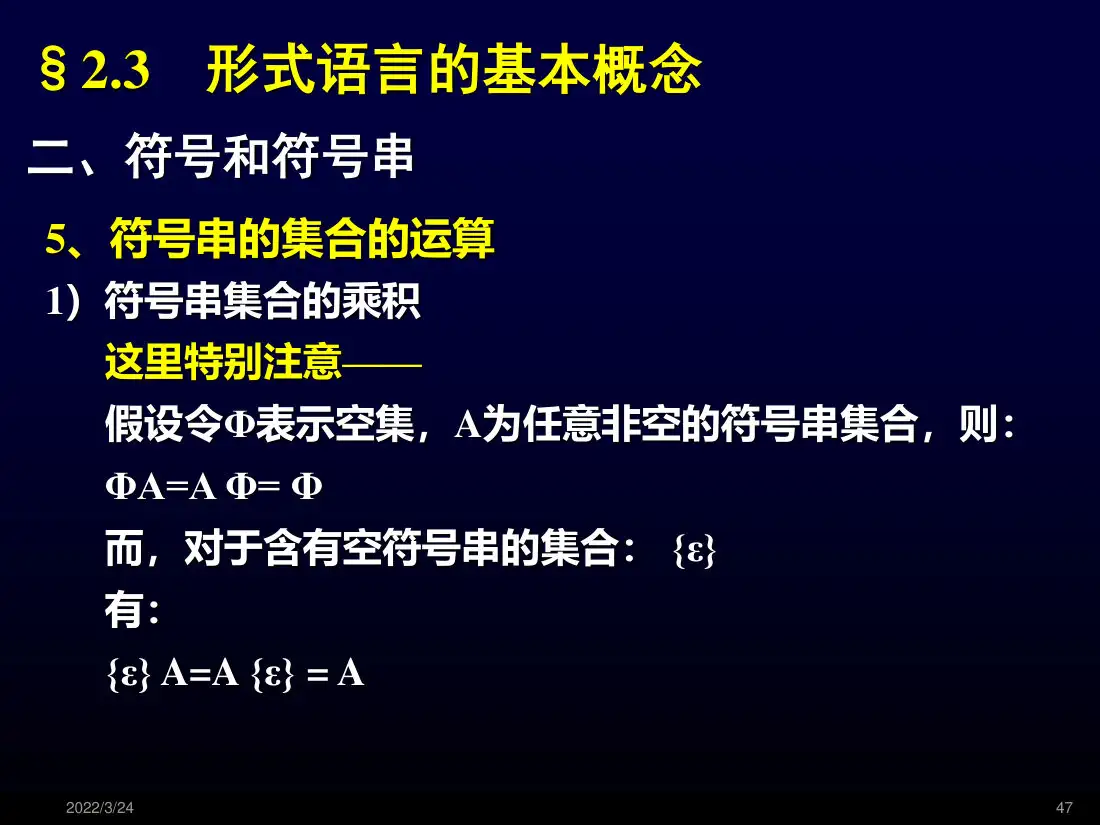 §2.3 形式语言的基本概念
二、符号和符号串
5、符号串的集合的运算
1）符号串集合的乘积
这里特别注意——
假设令Φ表示空集，A为任意非空的符号串集合，则：
ΦA=A Φ= Φ
而，对于含有空符号串的集合： {ε}
有：
{ε} A=A {ε} = A
2022/3/24
47